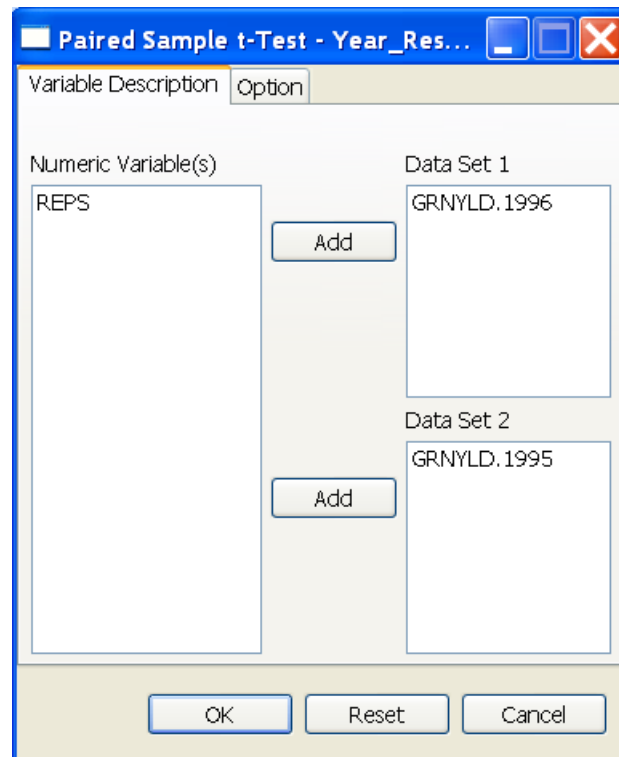 Paired Sample t-Test - Year_Res...
Variable Description Option
Numeric Variable(s)
REPS
Add
Data Set 1
GRNYLD.1996
Data Set 2
Add
GRNYLD.1995
OK Reset Cancel